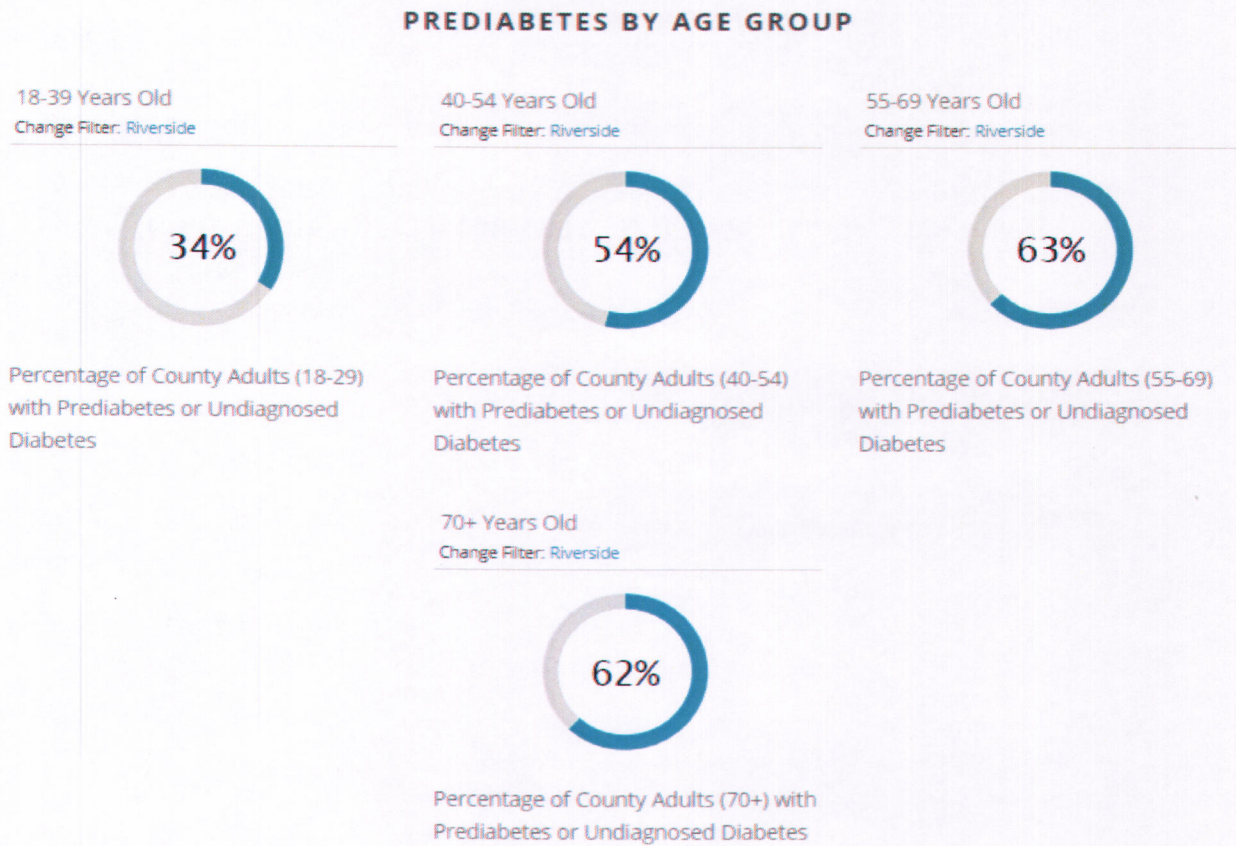 PREDIABETES BY AGE GROUP
18-39 Years Old
Change Filter: Riverside
34%
Percentage of County Adults (18-29)
with Prediabetes or Undiagnosed
Diabetes
40-54 Years Old
Change Filter: Riverside
54%
Percentage of County Adults (40-54)
with Prediabetes or Undiagnosed
Diabetes
55-69 Years Old
Change Filter: Riverside
63%
Percentage of County Adults (55-69)
with Prediabetes or Undiagnosed
Diabetes
70+ Years Old
Change Filter: Riverside
62%
Percentage of County Adults (70+) with
Prediabetes or Undiagnosed Diabetes